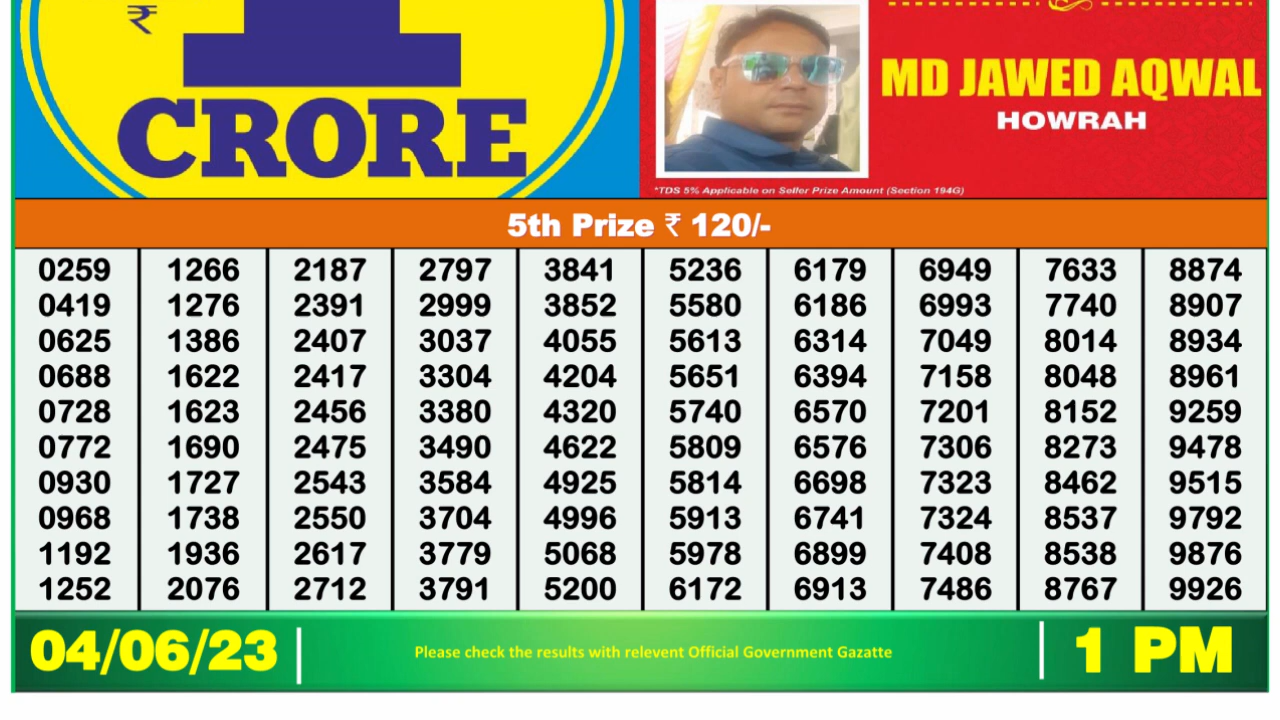 ₹
1
CRORE
MD JAWED AQWAL
HOWRAH
*TDS 5% Applicable on Seller Prize Amount (Section 194G)
5th Prize ₹ 120/-
0259 1266 2187 2797 3841 5236 6179 6949 7633 8874
0419 1276 2391 2999 3852 5580 6186 6993 7740 8907
0625 1386 2407 3037 4055 5613 6314 7049 8014 8934
0688 1622 2417 3304 4204 5651 6394 7158 8048 8961
0728 1623 2456 3380 4320 5740 6570 7201 8152 9259
0772 1690 2475 3490 4622 5809 6576 7306 8273 9478
0930 1727 2543 3584 4925 5814 6698 7323 8462 9515
0968 1738 2550 3704 4996 5913 6741 7324 8537 9792
1192 1936 2617 3779 5068 5978 6899 7408 8538 9876
1252 2076 2712 3791 5200 6172 6913 7486 8767 9926
04/06/23
Please check the results with relevent Official Government Gazatte
1 PM